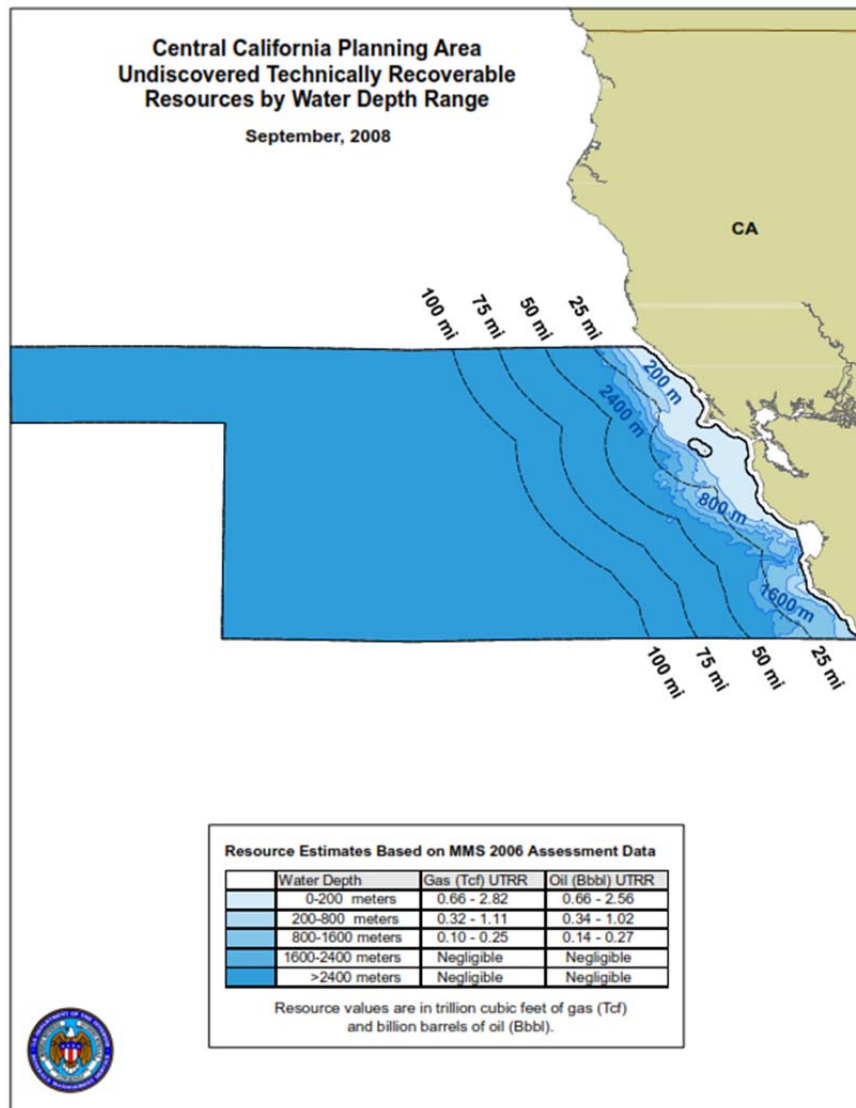 Central California Planning Area
Undiscovered Technically Recoverable
Resources by Water Depth Range
September, 2008
CA
100 mi
75 mi
50 mi
25 mi
200 m
2400 m
800 m
1600 m
100 mi
75 mi
50 mi
25 mi
Resource Estimates Based on MMS 2006 Assessment Data
Water Depth Gas (Tcf) UTRR Oil (Bbbl) UTRR
0-200 meters 0.66 - 2.82 0.66 - 2.56
200-800 meters 0.32 - 1.11 0.34 - 1.02
800-1600 meters 0.10 - 0.25 0.14 - 0.27
1600-2400 meters Negligible Negligible
>2400 meters Negligible Negligible
Resource values are in trillion cubic feet of gas (Tcf)
and billion barrels of oil (Bbbl).